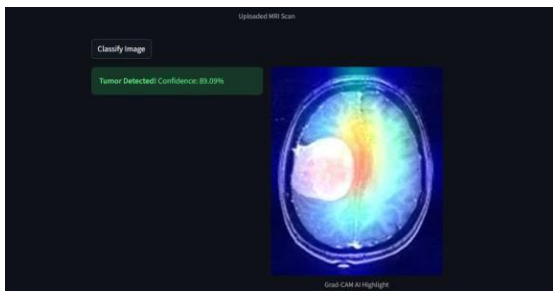 Uploaded MRI Scan
Classify Image
Tumor Detected! Confidence: 89.09%
Grad-CAM AI Highlight